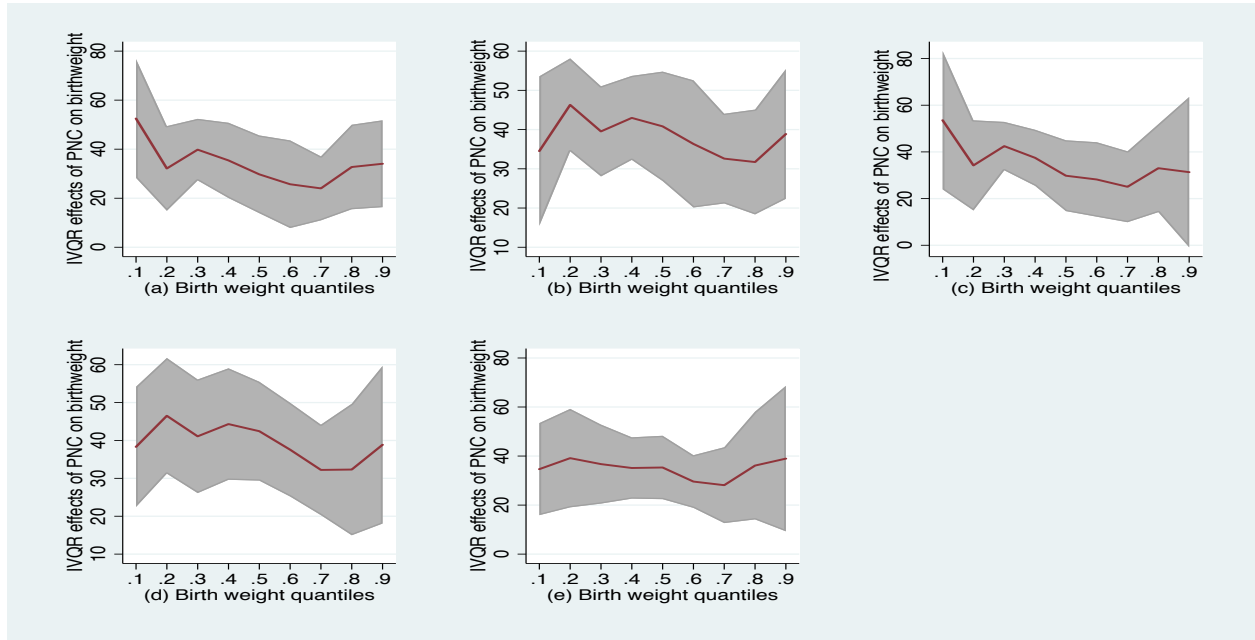 IVQR effects of PNC on birthweight
80
60
40
20
0
.1 .2 .3 .4 .5 .6 .7 .8 .9
(a) Birth weight quantiles
IVQR effects of PNC on birthweight
60
50
40
30
20
10
.1 .2 .3 .4 .5 .6 .7 .8 .9
(b) Birth weight quantiles
IVQR effects of PNC on birthweight
80
60
40
20
0
.1 .2 .3 .4 .5 .6 .7 .8 .9
(c) Birth weight quantiles
IVQR effects of PNC on birthweight
60
50
40
30
20
10
.1 .2 .3 .4 .5 .6 .7 .8 .9
(d) Birth weight quantiles
IVQR effects of PNC on birthweight
80
60
40
20
0
.1 .2 .3 .4 .5 .6 .7 .8 .9
(e) Birth weight quantiles